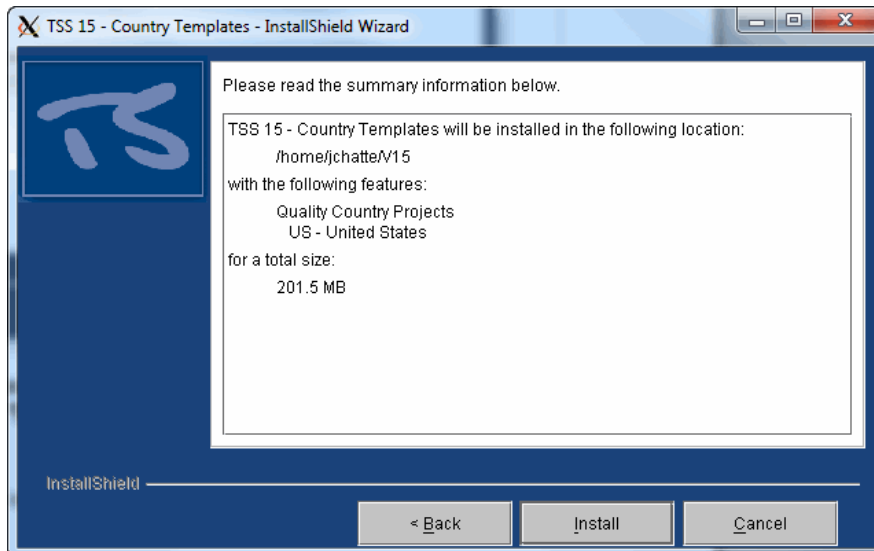 TSS 15 - Country Templates - InstallShield Wizard
TS
Please read the summary information below.
TSS 15 - Country Templates will be installed in the following location:
/home/jchatte/V15
with the following features:
Quality Country Projects
US - United States
for a total size:
201.5 MB
InstallShield
< Back
Install
Cancel